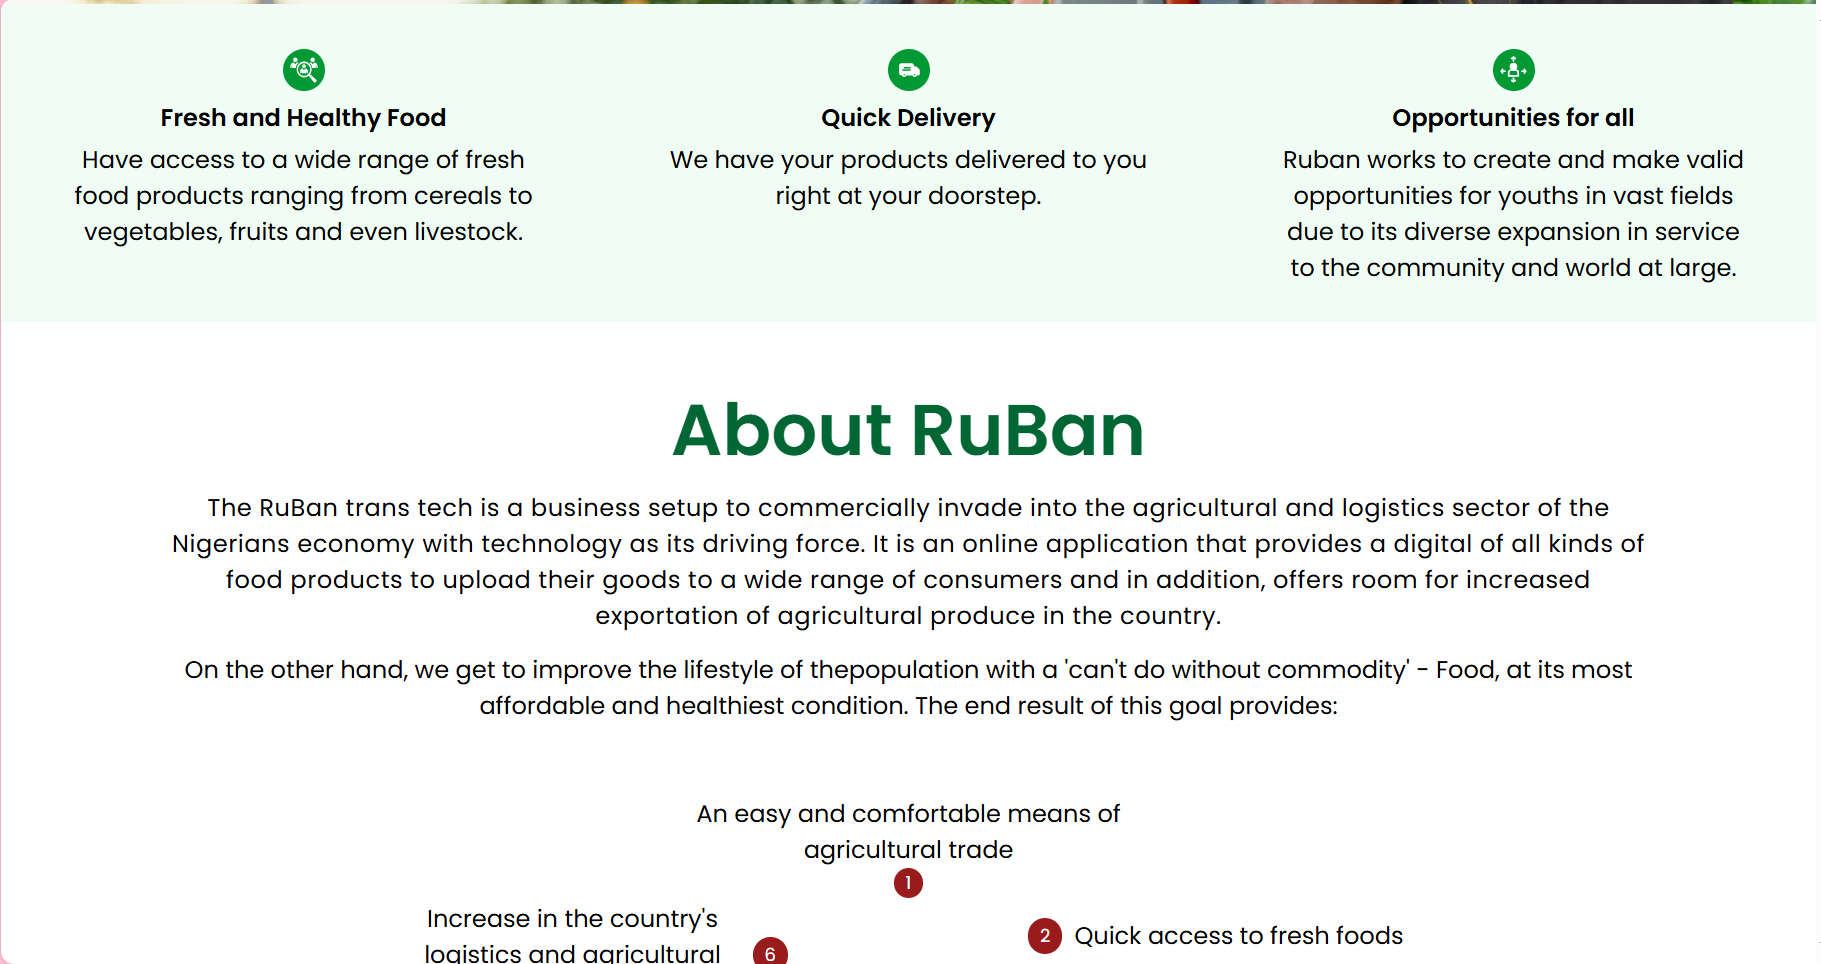 Fresh and Healthy Food
Have access to a wide range of fresh
food products ranging from cereals to
vegetables, fruits and even livestock.
Quick Delivery
We have your products delivered to you
right at your doorstep.
Opportunities for all
Ruban works to create and make valid
opportunities for youths in vast fields
due to its diverse expansion in service
to the community and world at large.
About RuBan
The RuBan trans tech is a business setup to commercially invade into the agricultural and logistics sector of the
Nigerians economy with technology as its driving force. It is an online application that provides a digital of all kinds of
food products to upload their goods to a wide range of consumers and in addition, offers room for increased
exportation of agricultural produce in the country.
On the other hand, we get to improve the lifestyle of thepopulation with a 'can't do without commodity' - Food, at its most
affordable and healthiest condition. The end result of this goal provides:
An easy and comfortable means of
agricultural trade
1
2 Quick access to fresh foods
Increase in the country's
logistics and agricultural
6